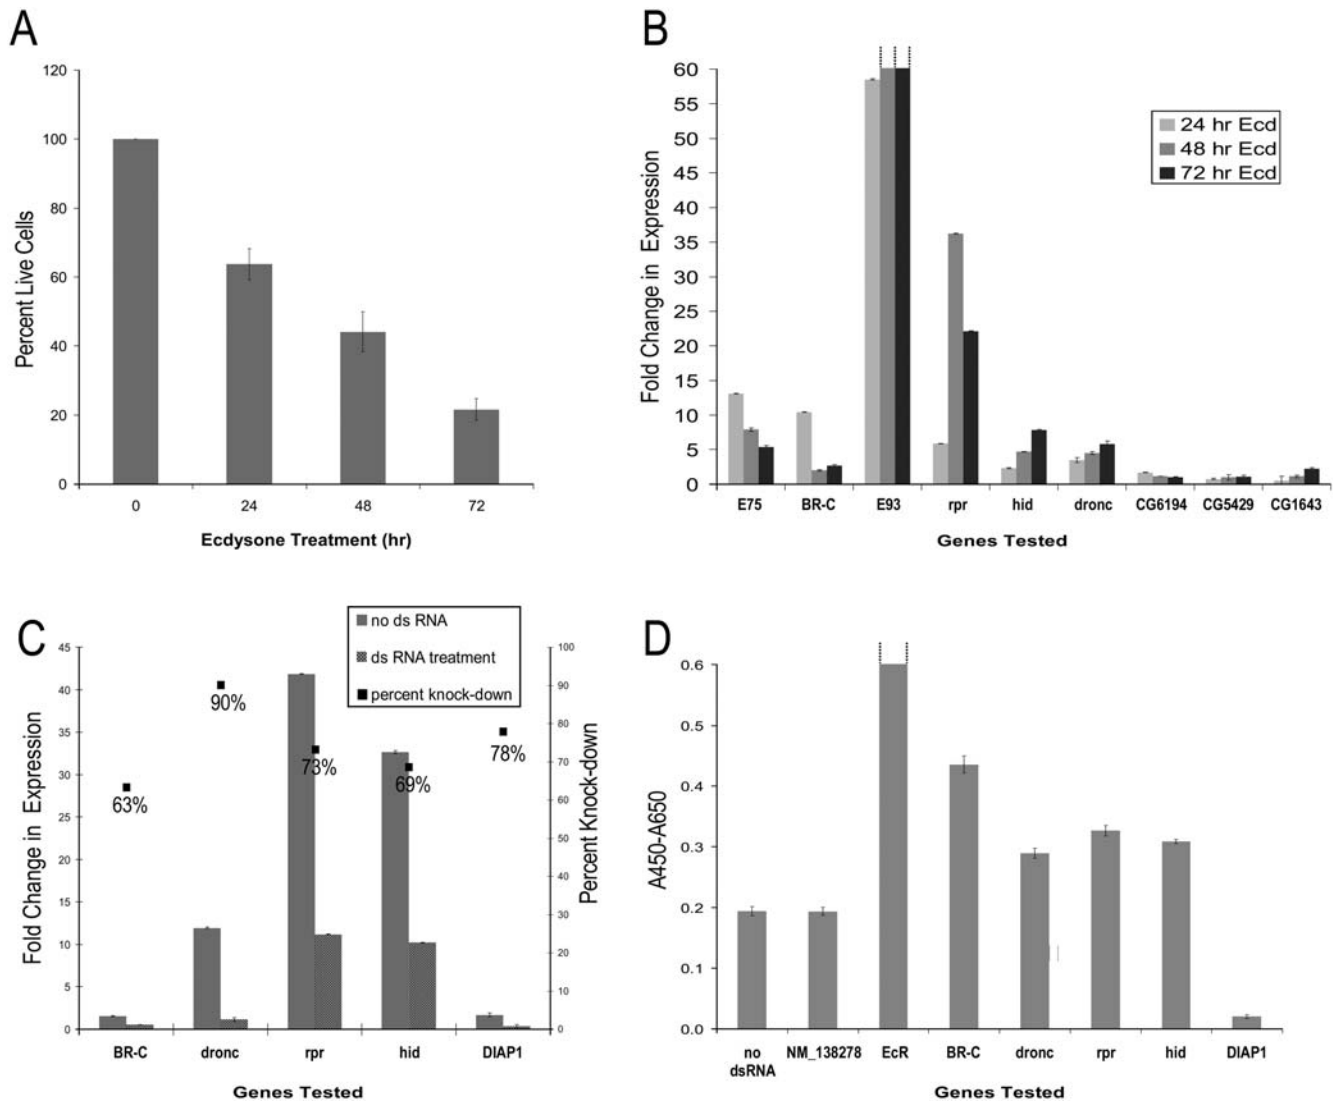 A
Percent Live Cells
120
100
80
60
40
20
0
0 24 48 72
Ecdysone Treatment (hr)
B
Fold Change in Expression
60
55
50
45
40
35
30
25
20
15
10
5
0
24 hr Ecd
48 hr Ecd
72 hr Ecd
E75 BR-C E93 rpr hid dronc CG6194 CG5429 CG1643
Genes Tested
C
Fold Change in Expression
45
40
35
30
25
20
15
10
5
0
no ds RNA
ds RNA treatment
percent knock-down
63%
90%
73%
69%
78%
100
90
80
70
60
50
40
30
20
10
0
Percent Knock-down
BR-C dronc rpr hid DIAP1
Genes Tested
D
A450-A650
0.6
0.5
0.4
0.3
0.2
0.1
0.0
no dsRNA NM_138278 EcR BR-C dronc rpr hid DIAP1
Genes Tested